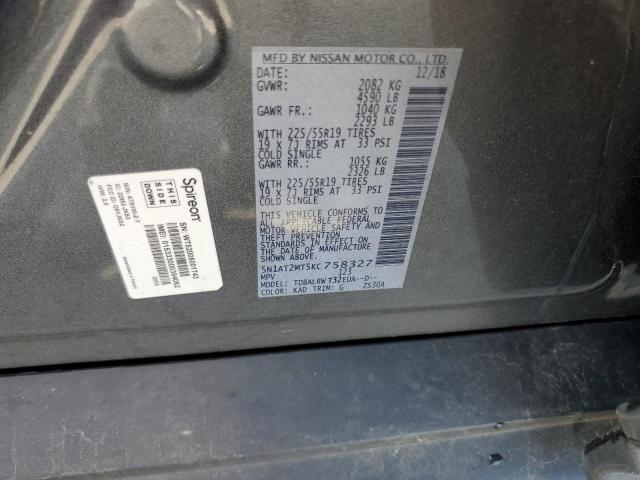 MFD BY NISSAN MOTOR CO., LTD.
DATE: 12/18
GVWR: 2082 KG
4590 LB
GAWR FR.: 1040 KG
2293 LB
WITH 225/55R19 TIRES
19 X 7J RIMS AT 33 PSI
COLD SINGLE
GAWR RR.: 1055 KG
2326 LB
WITH 225/55R19 TIRES
19 X 7J RIMS AT 33 PSI
COLD SINGLE
THIS VEHICLE CONFORMS TO
ALL APPLICABLE FEDERAL
MOTOR VEHICLE SAFETY AND
THEFT PREVENTION
STANDARDS IN EFFECT ON
THE DATE OF MANUFACTURE
5N1AT2MT5KC758327
MPV 123
MODEL: TDBALRWT32EUA--D--
COLOR: KAD TRIM: G ZS30A
Spireon
THIS
SIDE
DOWN